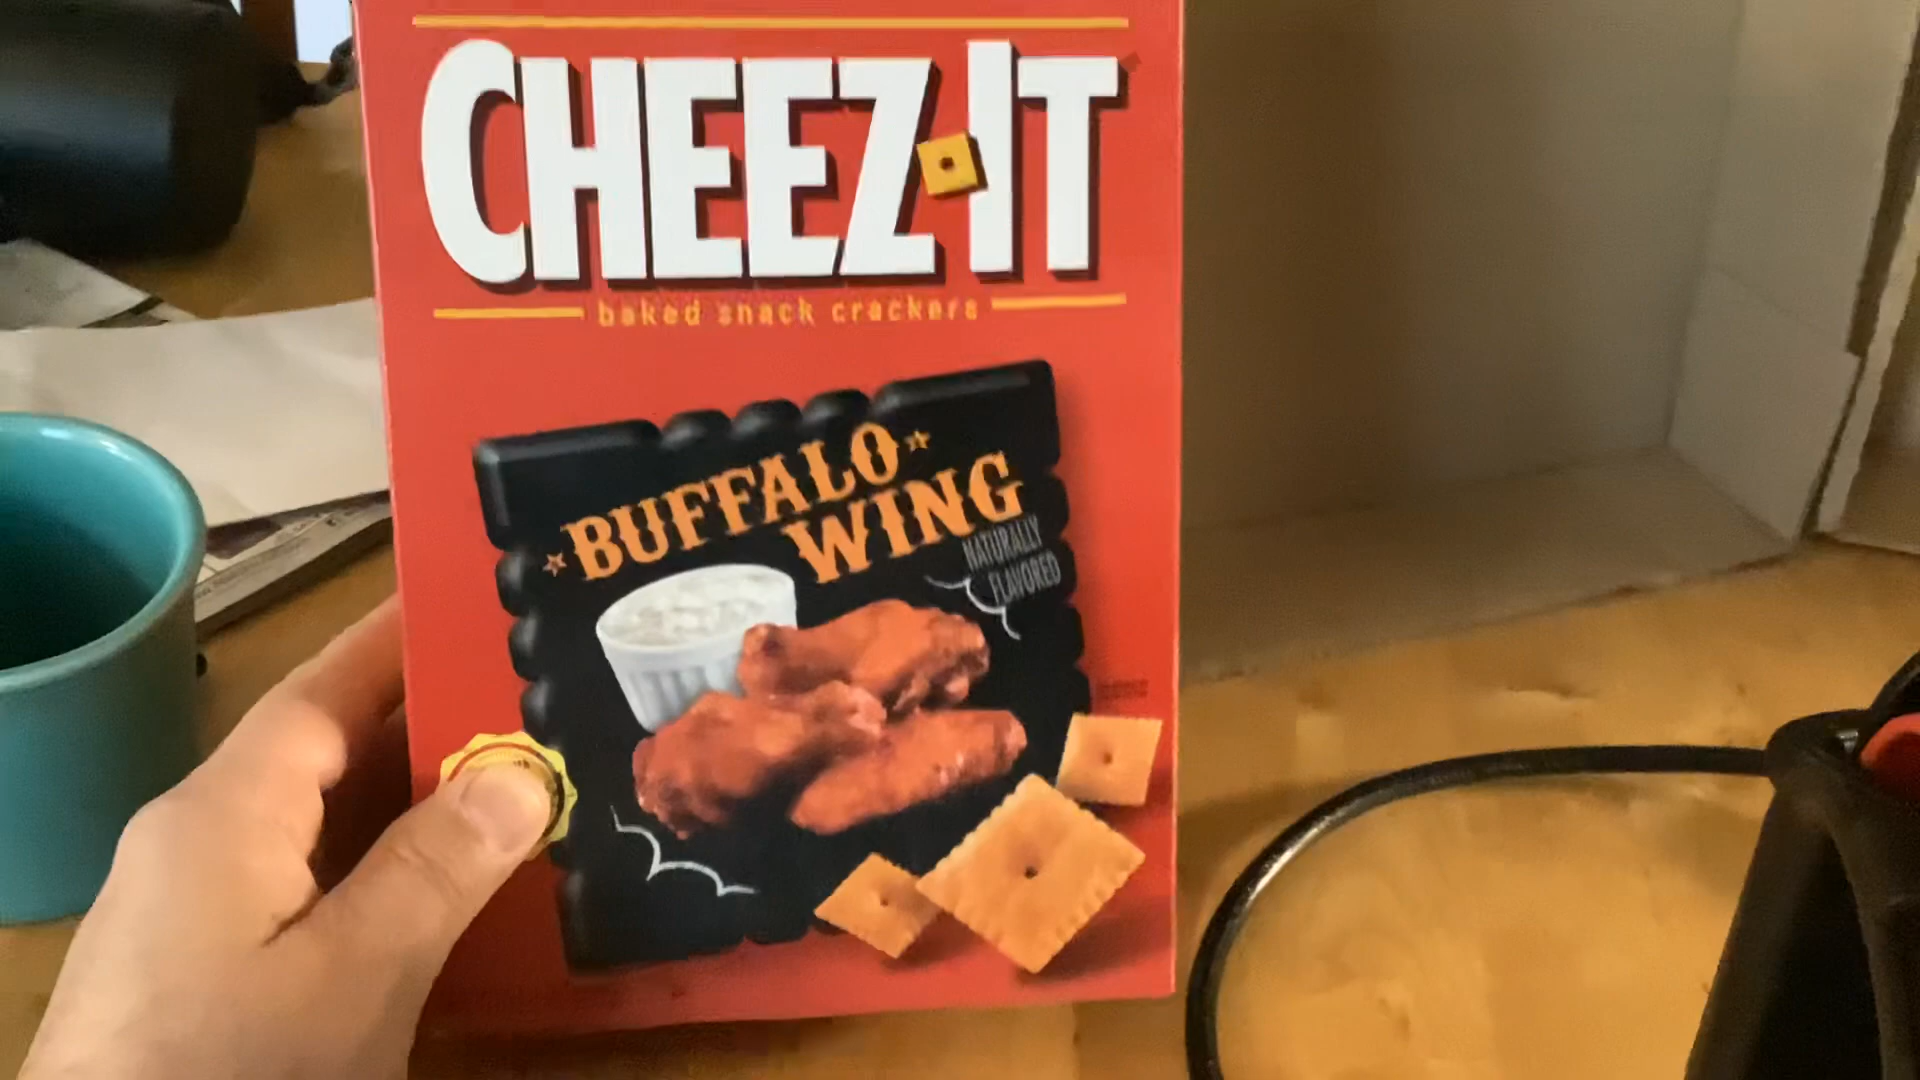 CHEEZ-IT
baked snack crackers
BUFFALO
WING
NATURALLY
FLAVORED